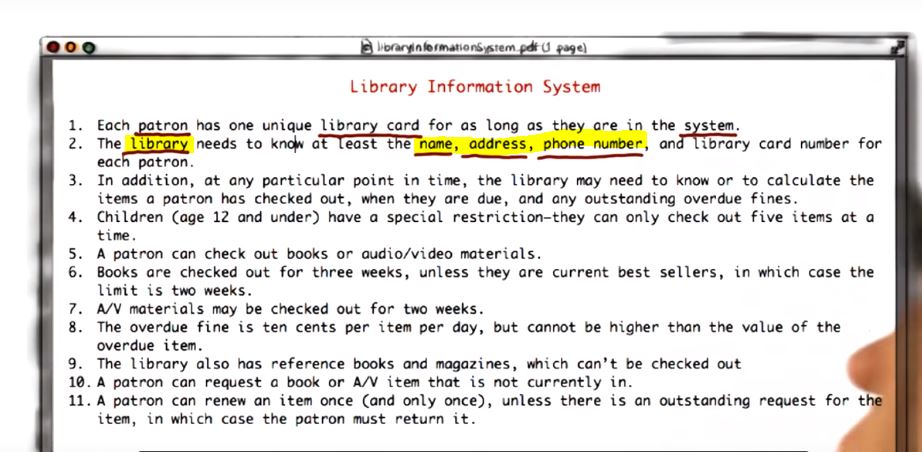 libraryInformationSystem.pdf (1 page)
Library Information System
1. Each patron has one unique library card for as long as they are in the system.
2. The library needs to know at least the name, address, phone number, and library card number for
each patron.
3. In addition, at any particular point in time, the library may need to know or to calculate the
items a patron has checked out, when they are due, and any outstanding overdue fines.
4. Children (age 12 and under) have a special restriction—they can only check out five items at a
time.
5. A patron can check out books or audio/video materials.
6. Books are checked out for three weeks, unless they are current best sellers, in which case the
limit is two weeks.
7. A/V materials may be checked out for two weeks.
8. The overdue fine is ten cents per item per day, but cannot be higher than the value of the
overdue item.
9. The library also has reference books and magazines, which can't be checked out
10. A patron can request a book or A/V item that is not currently in.
11. A patron can renew an item once (and only once), unless there is an outstanding request for the
item, in which case the patron must return it.